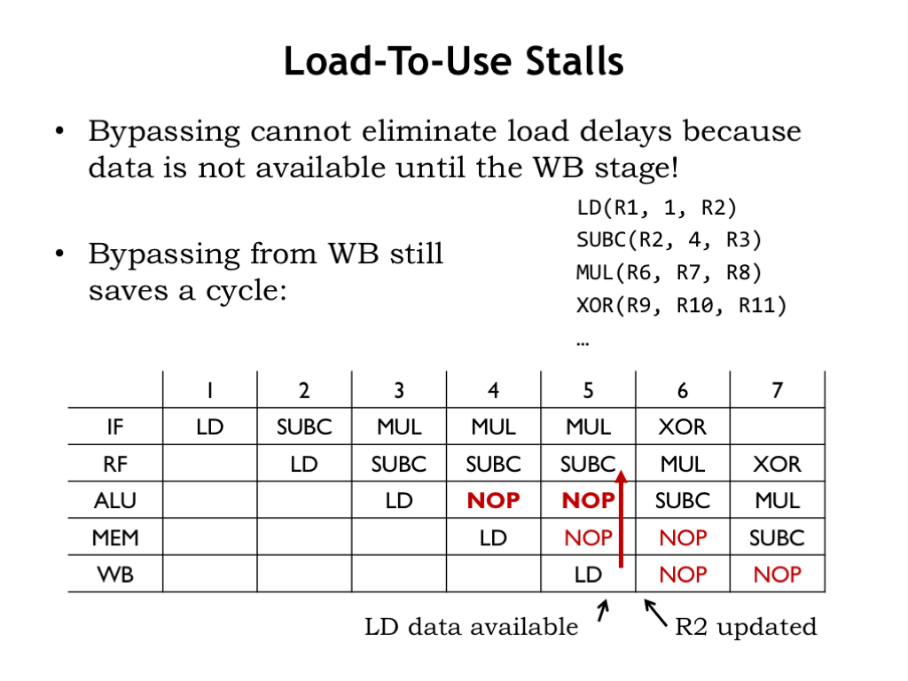 Load-To-Use Stalls
• Bypassing cannot eliminate load delays because
data is not available until the WB stage!
LD(R1, 1, R2)
SUBC(R2, 4, R3)
MUL(R6, R7, R8)
XOR(R9, R10, R11)
…
• Bypassing from WB still
saves a cycle:
1 2 3 4 5 6 7
IF LD SUBC MUL MUL MUL XOR
RF LD SUBC SUBC SUBC MUL XOR
ALU LD NOP NOP SUBC MUL
MEM LD NOP NOP SUBC
WB LD NOP NOP
LD data available R2 updated